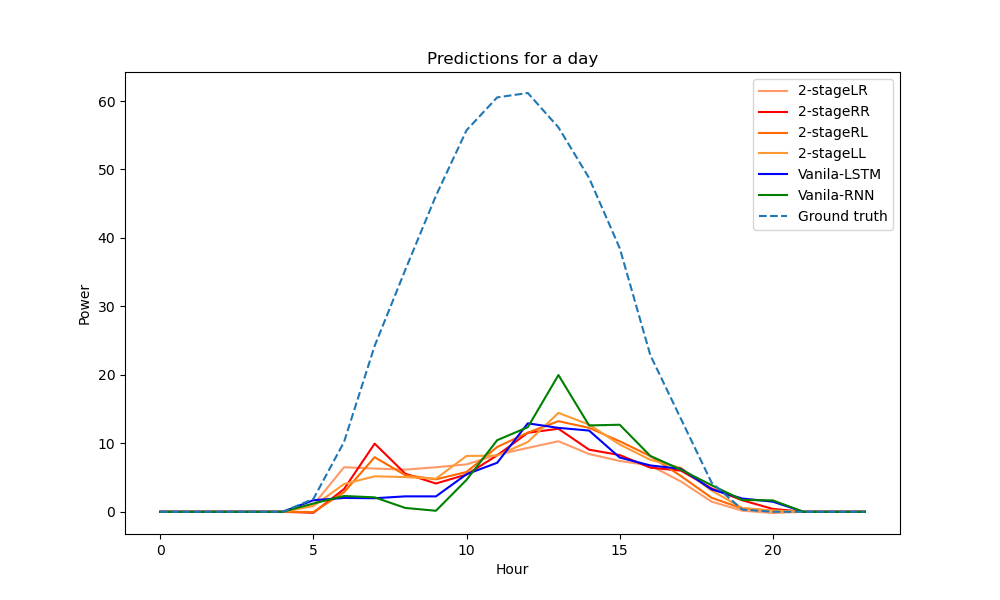 Predictions for a day
2-stageLR
2-stageRR
2-stageRL
2-stageLL
Vanila-LSTM
Vanila-RNN
Ground truth
60
50
40
30
20
10
0
Power
0 5 10 15 20
Hour